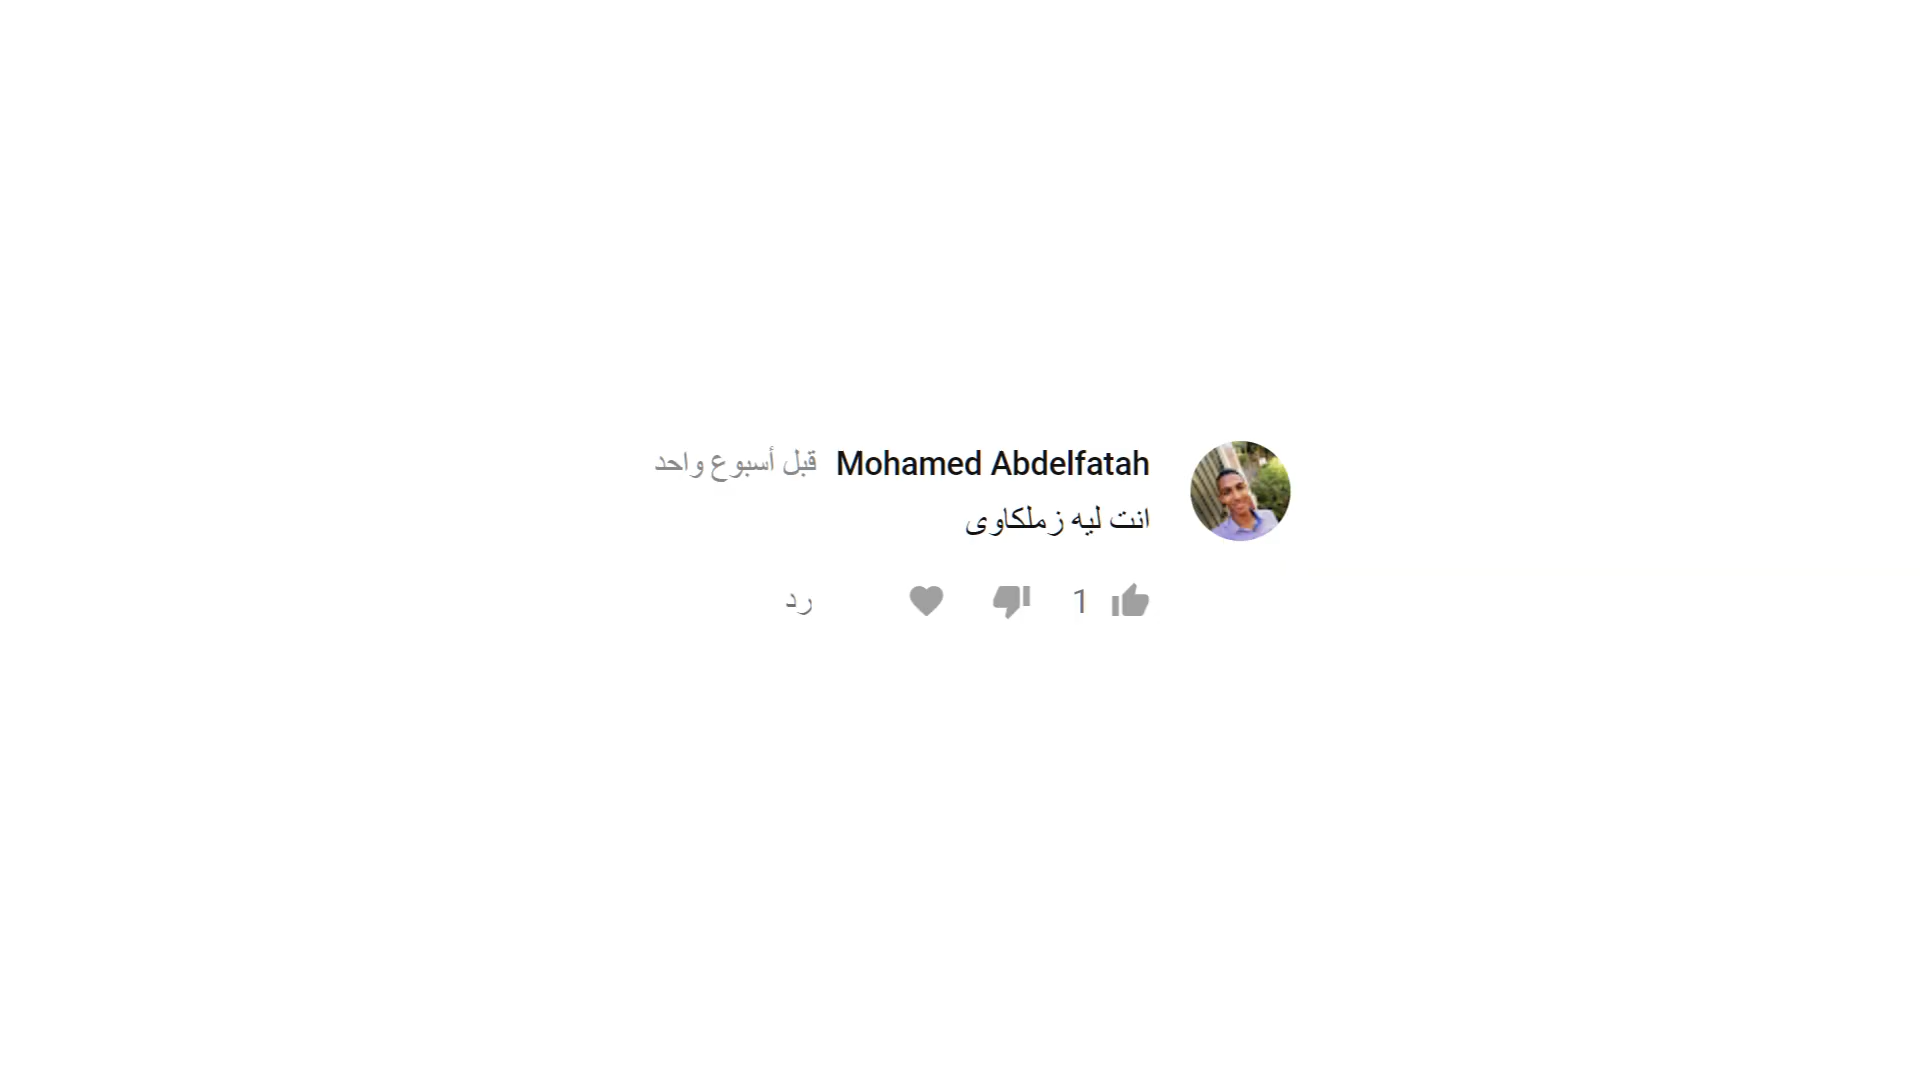 Mohamed Abdelfatah قبل أسبوع واحد
انت ليه زملكاوى
1 رد